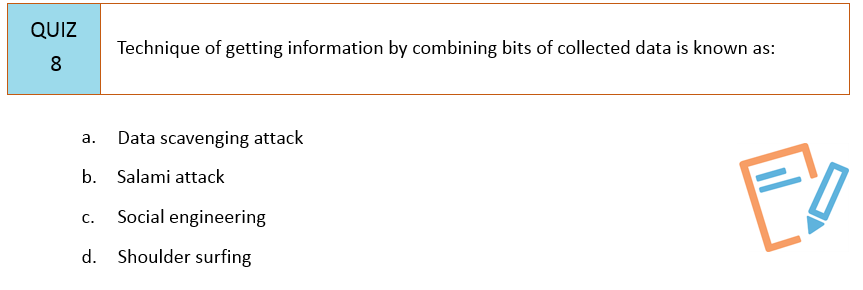 QUIZ
8
Technique of getting information by combining bits of collected data is known as:
a. Data scavenging attack
b. Salami attack
c. Social engineering
d. Shoulder surfing